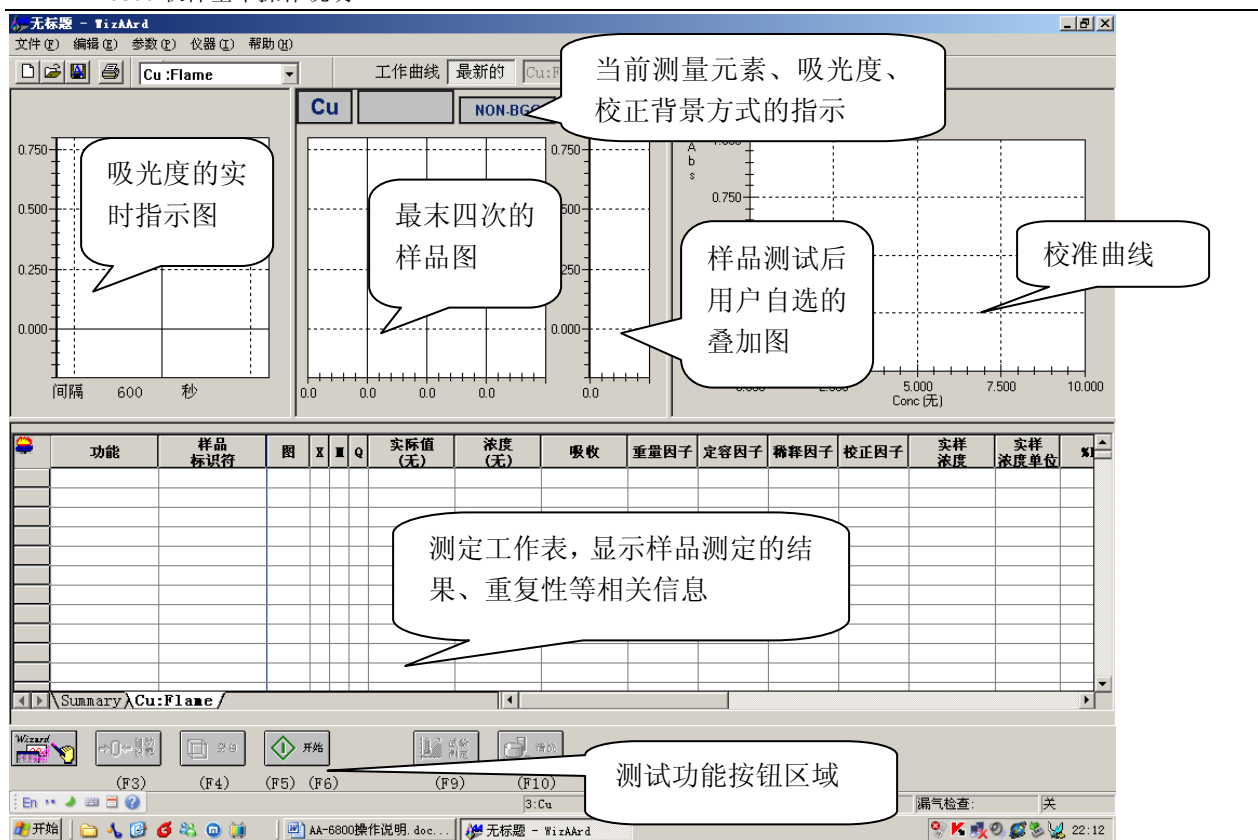 无标题 - WizAArd
文件(F) 编辑(E) 参数(P) 仪器(I) 帮助(H)
Cu :Flame
工作曲线 最新的
当前测量元素、吸光度、
校正背景方式的指示
Cu
吸光度的实
时指示图
0.750
0.500
0.250
0.000
间隔 600 秒
最末四次的
样品图
0.0 0.0 0.0 0.0
0.750
0.000
0.0
样品测试后
用户自选的
叠加图
Abs
0.750
校准曲线
5.000 7.500 10.000
Conc (无)
功能 样品标识符 图 X M Q 实际值(无) 浓度(无) 吸收 重量因子 定容因子 稀释因子 校正因子 实样浓度 实样浓度单位
测定工作表，显示样品测定的结
果、重复性等相关信息
Summary Cu:Flame
Wizard
开始
(F3) (F4) (F5) (F6) (F9) (F10)
测试功能按钮区域
En
3:Cu
漏气检查: 关
开始 AA-6800操作说明.doc... 无标题 - WizAArd 22:12